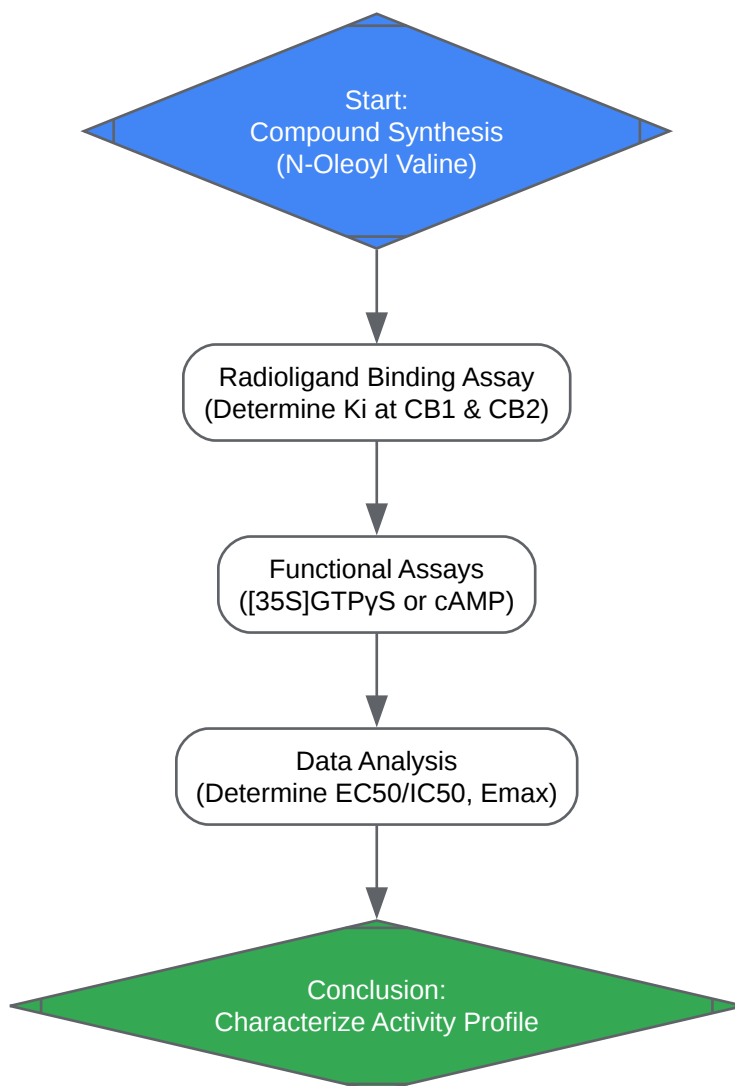 Start:
Compound Synthesis
(N-Oleoyl Valine)
Radioligand Binding Assay
(Determine Ki at CB1 & CB2)
Functional Assays
([35S]GTPγS or cAMP)
Data Analysis
(Determine EC50/IC50, Emax)
Conclusion:
Characterize Activity Profile